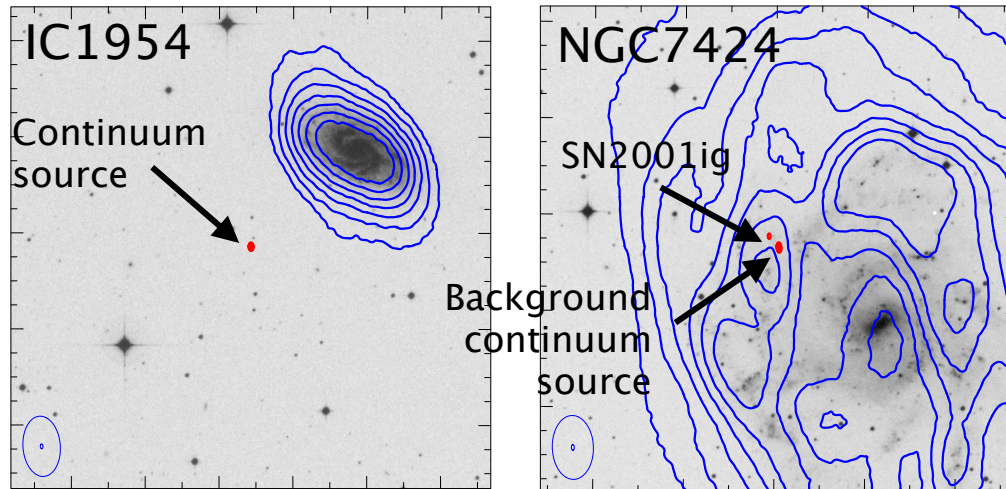 IC1954
Continuum
source
NGC7424
SN2001ig
Background
continuum
source